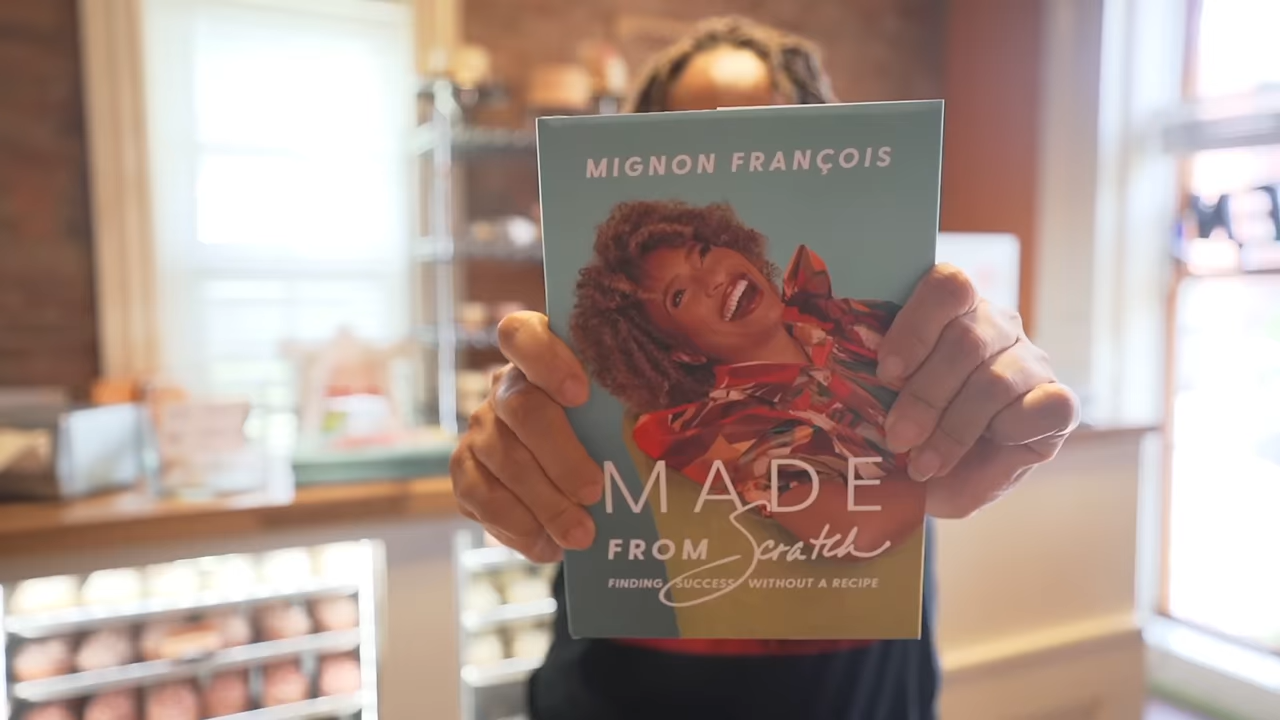 MIGNON FRANÇOIS
MADE
FROM Scratch
FINDING SUCCESS WITHOUT A RECIPE